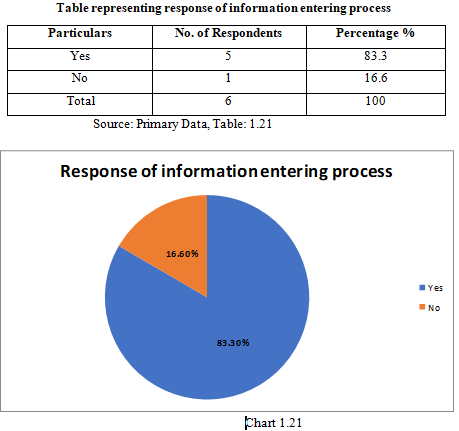 Table representing response of information entering process
Particulars No. of Respondents Percentage %
Yes 5 83.3
No 1 16.6
Total 6 100
Source: Primary Data, Table: 1.21
Response of information entering process
16.60%
83.30%
Yes
No
Chart 1.21